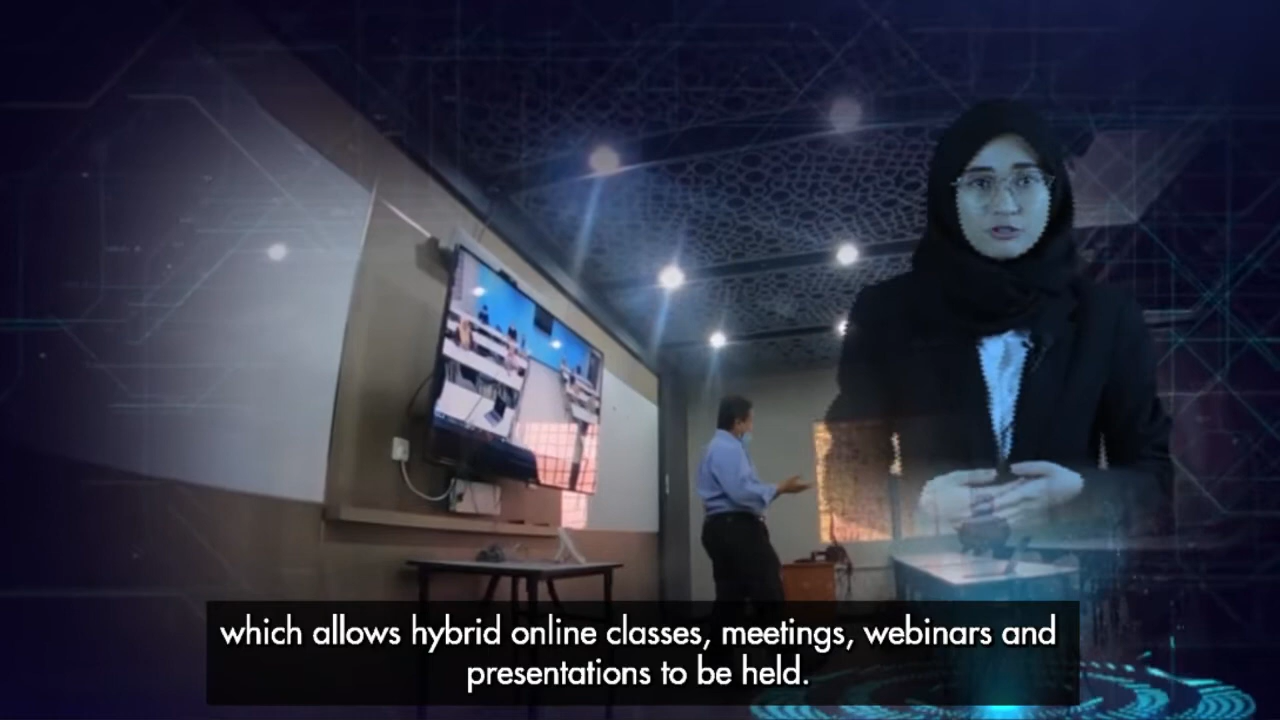 which allows hybrid online classes, meetings, webinars and
presentations to be held.